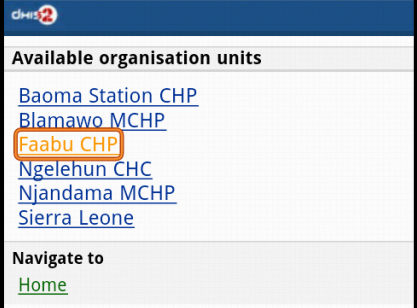 dhis2
Available organisation units
Baoma Station CHP
Blamawo MCHP
Faabu CHP
Ngelehun CHC
Njandama MCHP
Sierra Leone
Navigate to
Home